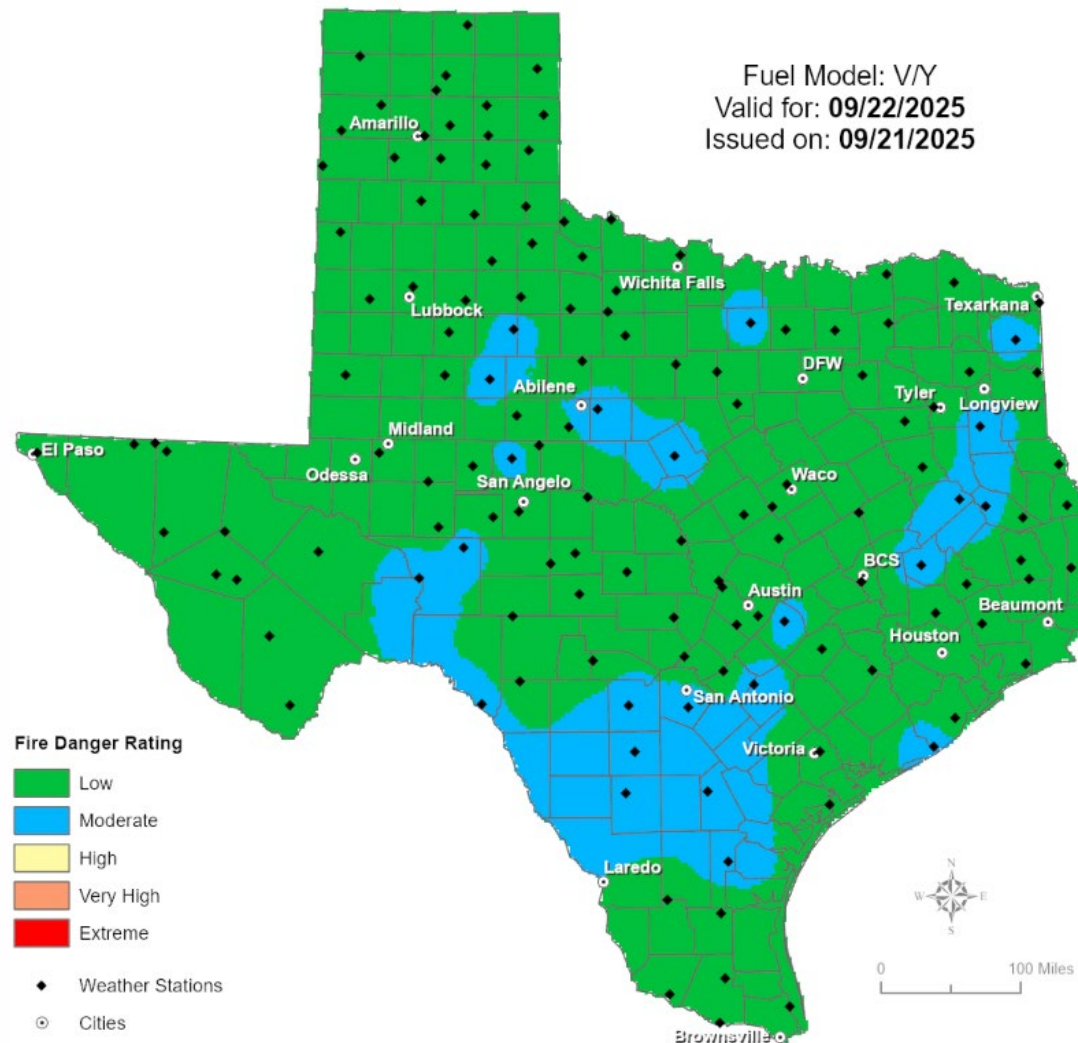 Fuel Model: V/Y
Valid for: 09/22/2025
Issued on: 09/21/2025
Amarillo
Wichita Falls
Lubbock
Texarkana
DFW
Abilene
Tyler
Longview
Midland
El Paso
Odessa
San Angelo
Waco
BCS
Austin
Beaumont
Houston
San Antonio
Victoria
Laredo
Brownsville
Fire Danger Rating
Low
Moderate
High
Very High
Extreme
Weather Stations
Cities
N
W E
S
0 100 Miles